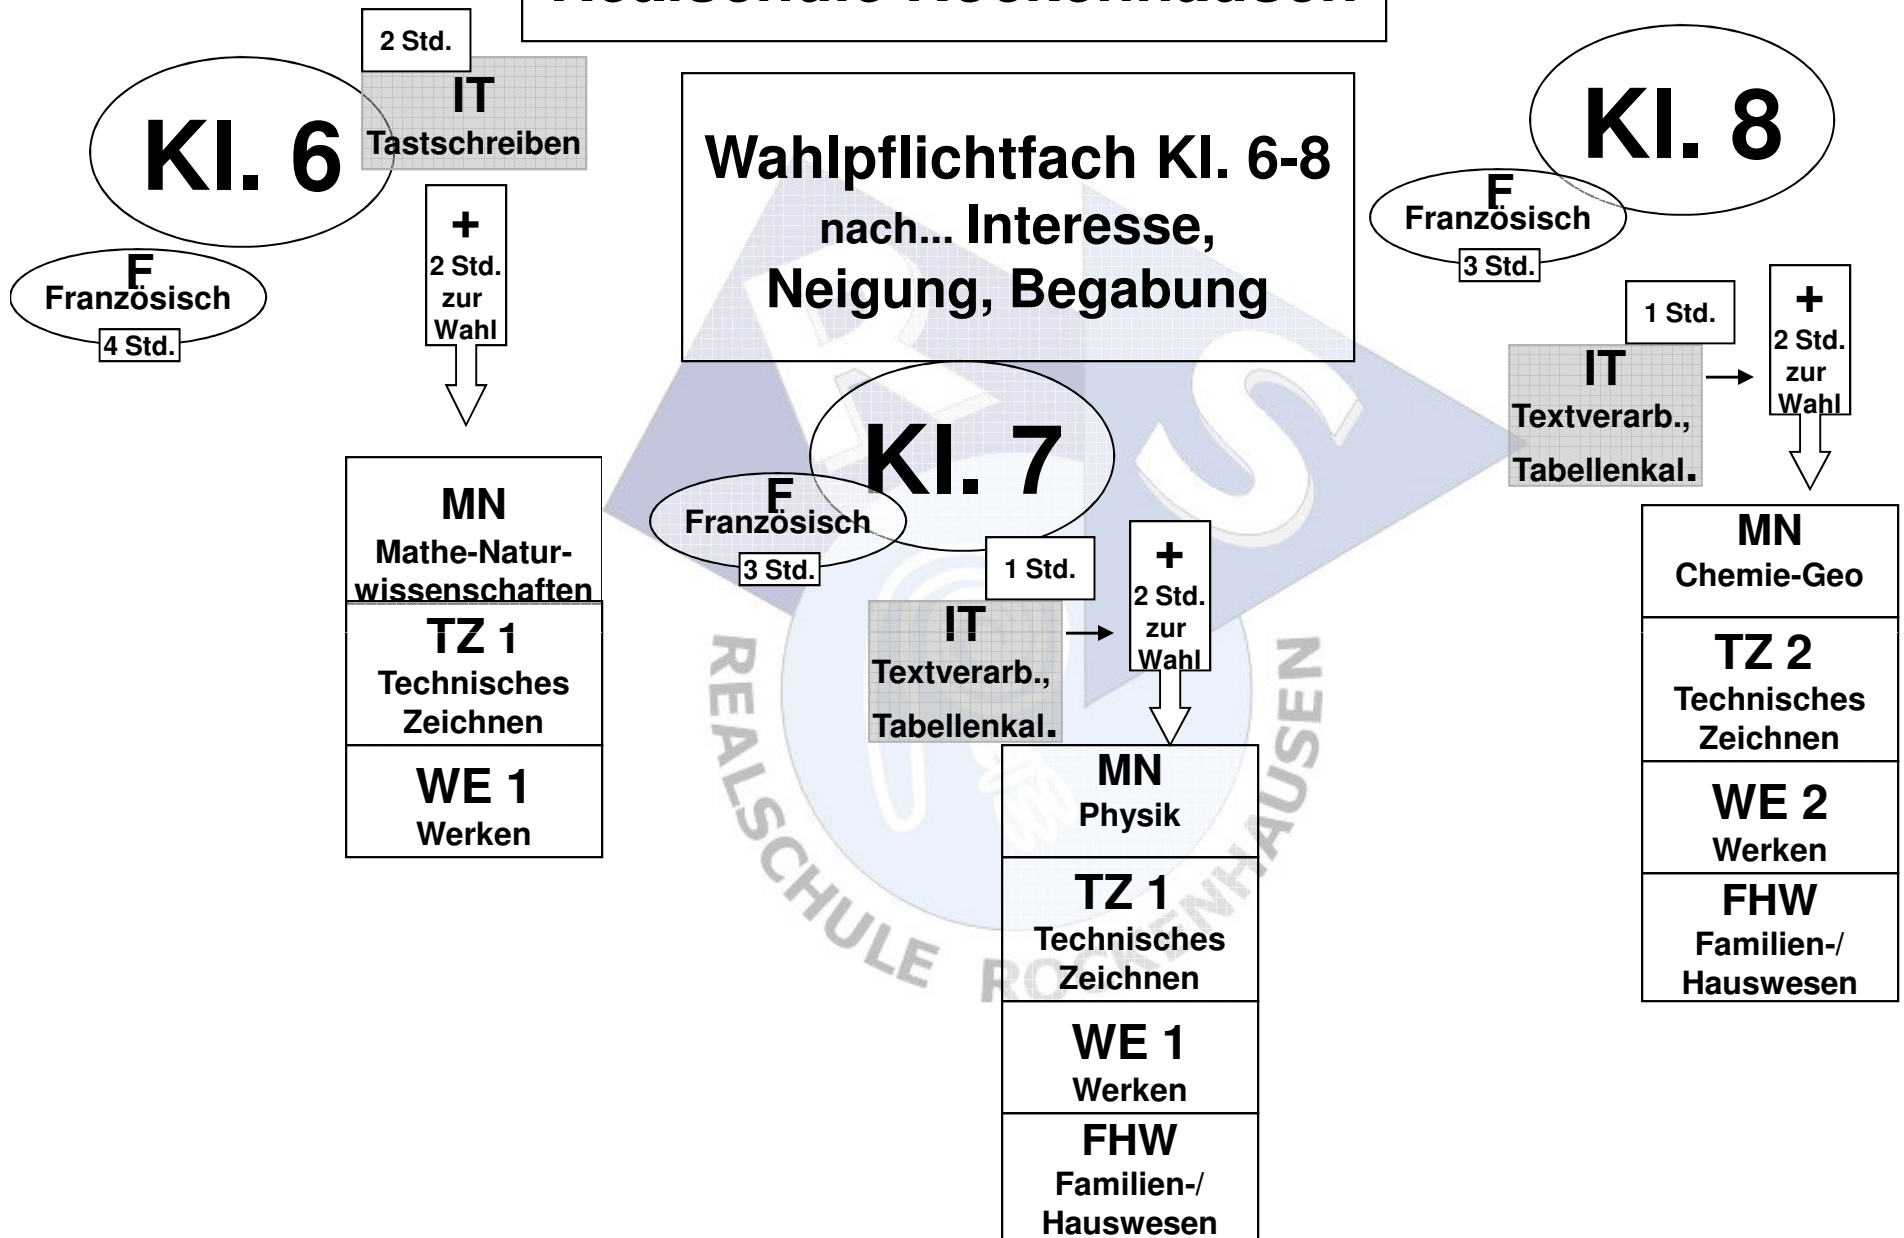 Realschule Rockenhausen
Kl. 6
2 Std.
IT
Tastschreiben
+
2 Std.
zur
Wahl
F
Französisch
4 Std.
MN
Mathe-Natur-
wissenschaften
TZ 1
Technisches
Zeichnen
WE 1
Werken
Wahlpflichtfach Kl. 6-8
nach... Interesse,
Neigung, Begabung
Kl. 7
F
Französisch
3 Std.
1 Std.
IT
Textverarb.,
Tabellenkal.
+
2 Std.
zur
Wahl
MN
Physik
TZ 1
Technisches
Zeichnen
WE 1
Werken
FHW
Familien-/
Hauswesen
Kl. 8
F
Französisch
3 Std.
1 Std.
IT
Textverarb.,
Tabellenkal.
+
2 Std.
zur
Wahl
MN
Chemie-Geo
TZ 2
Technisches
Zeichnen
WE 2
Werken
FHW
Familien-/
Hauswesen
RS
REALSCHULE ROCKENHAUSEN